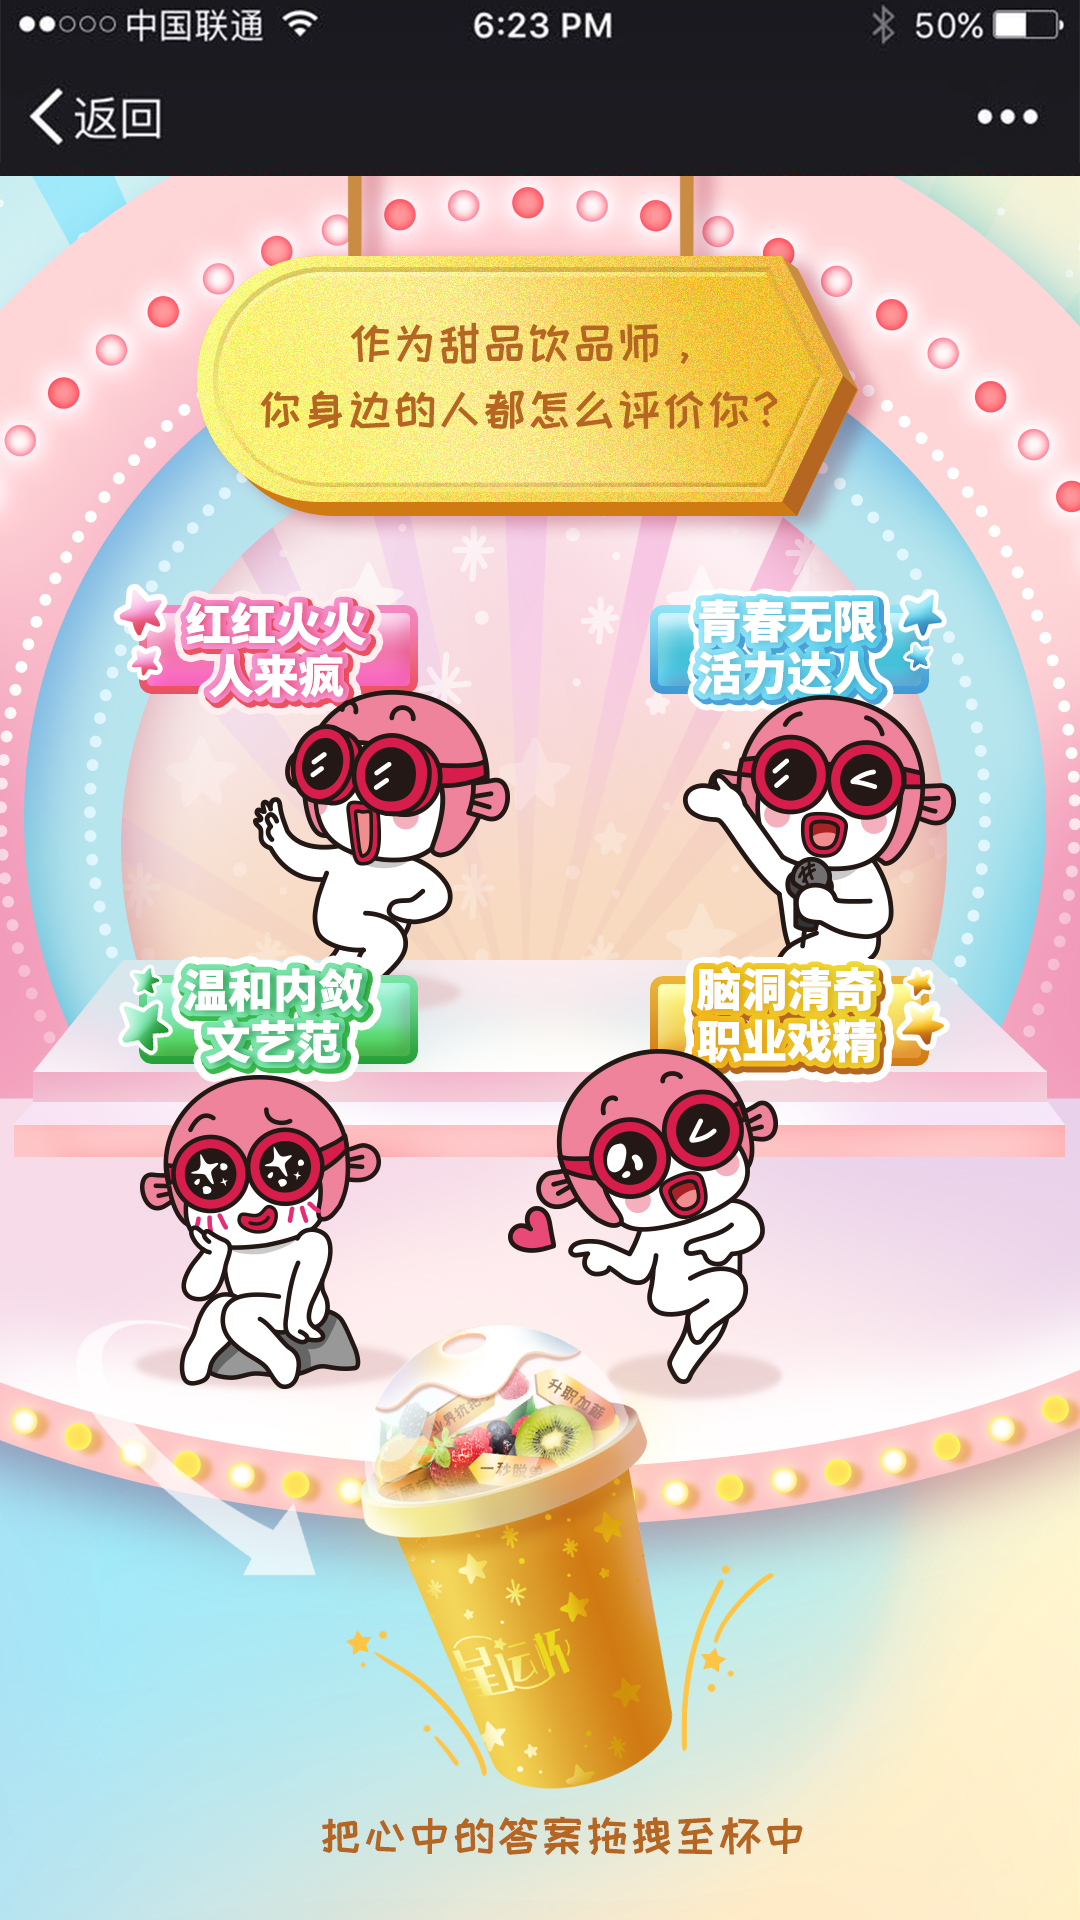 中国联通
6:23 PM
50%
返回
作为甜品饮品师，
你身边的人都怎么评价你?
红红火火
人来疯
青春无限
活力达人
温和内敛
文艺范
脑洞清奇
职业戏精
升职加薪
一秒脱单
星运杯
把心中的答案拖拽至杯中